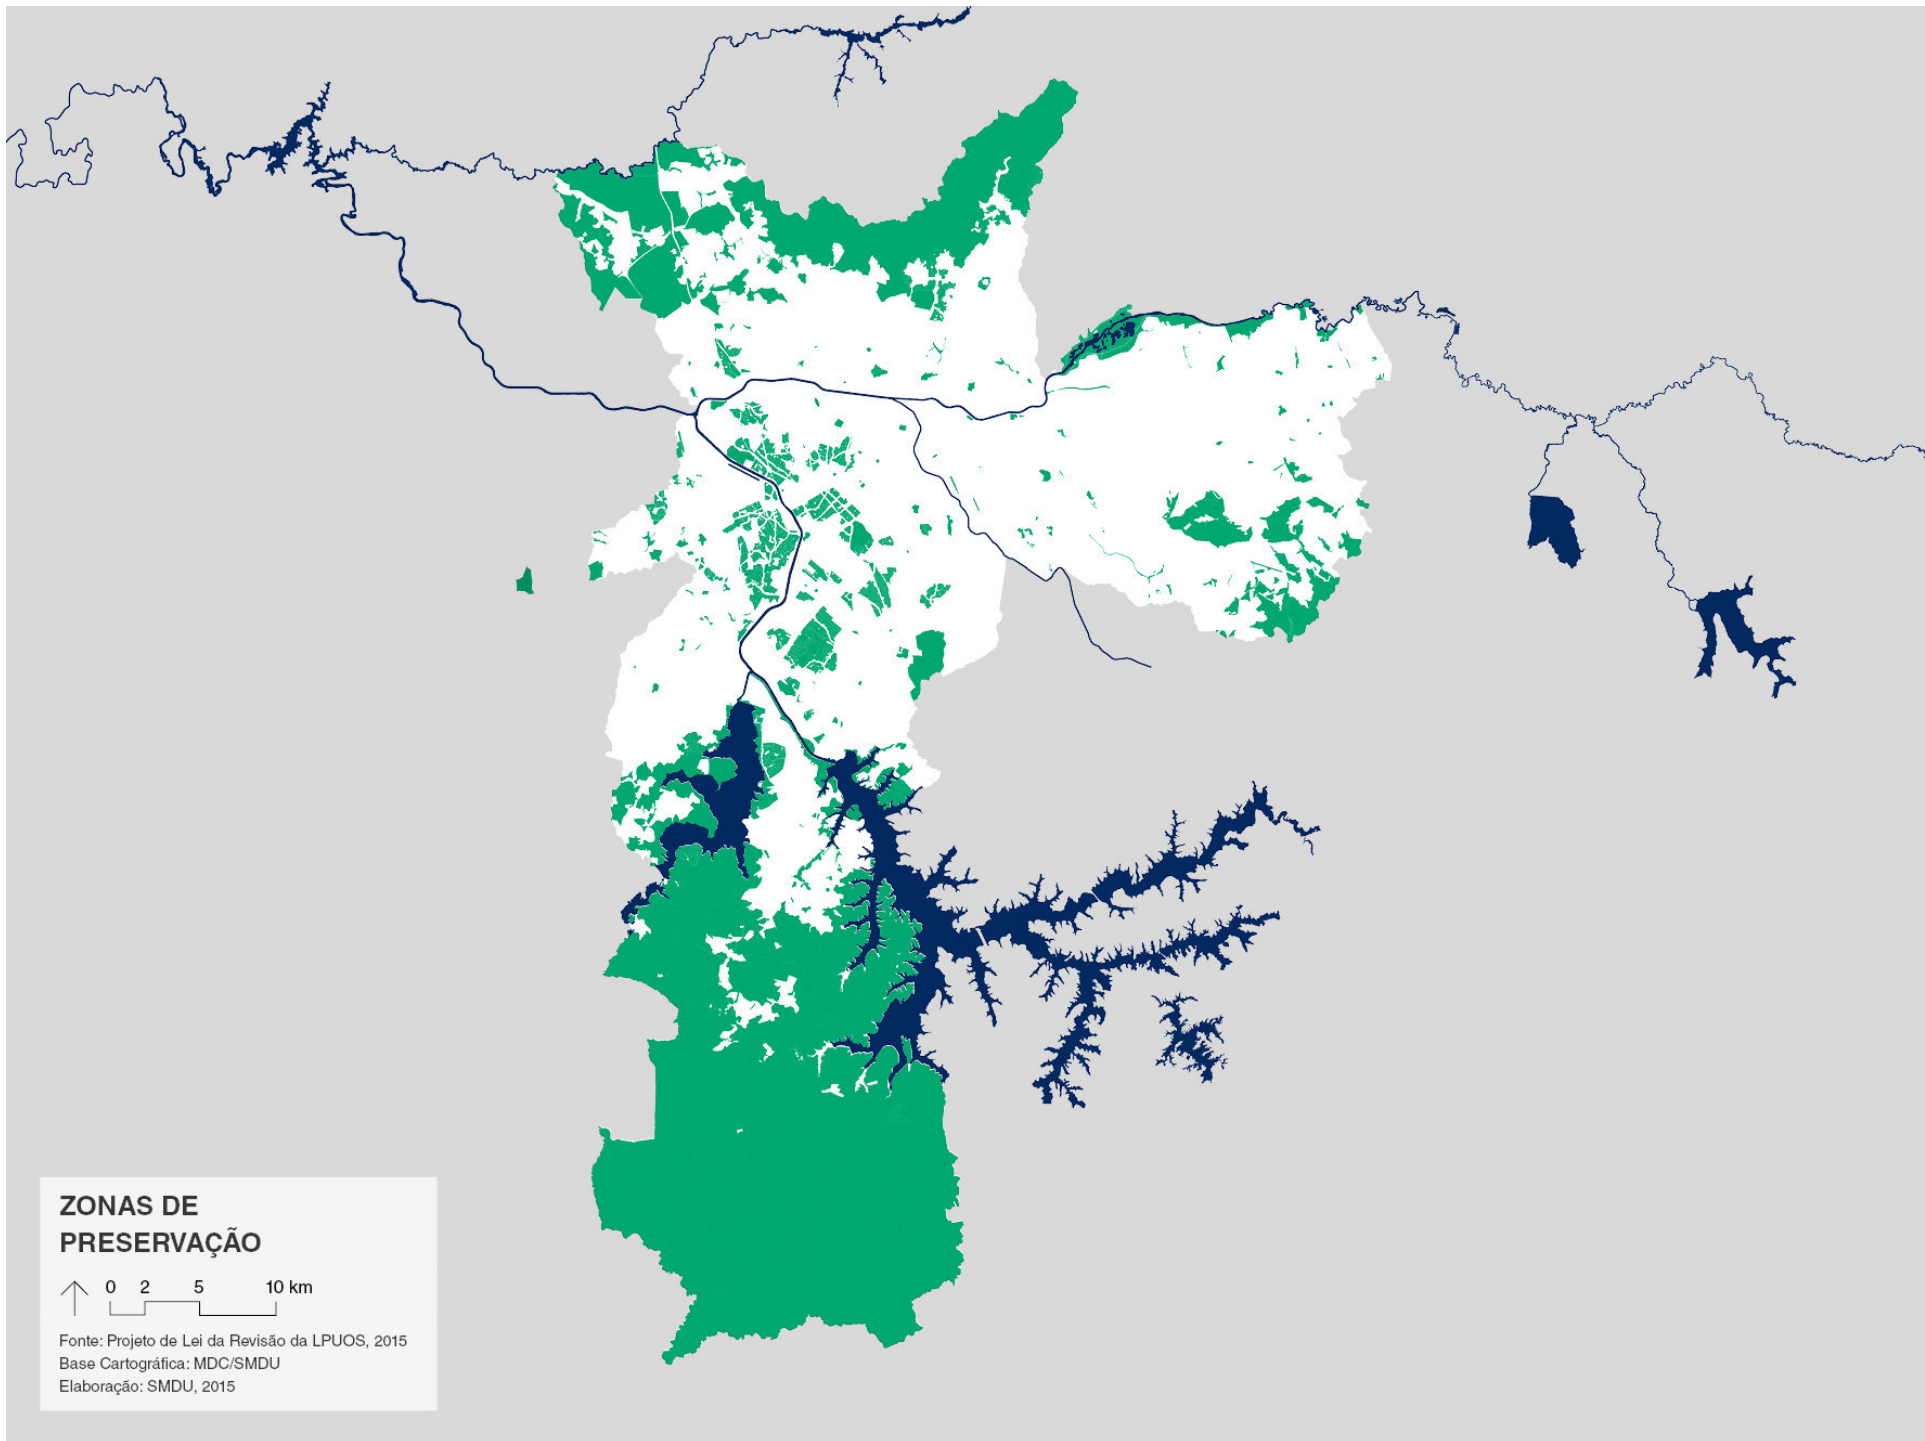 ZONAS DE
PRESERVAÇÃO
0 2 5 10 km
Fonte: Projeto de Lei da Revisão da LPUOS, 2015
Base Cartográfica: MDC/SMDU
Elaboração: SMDU, 2015